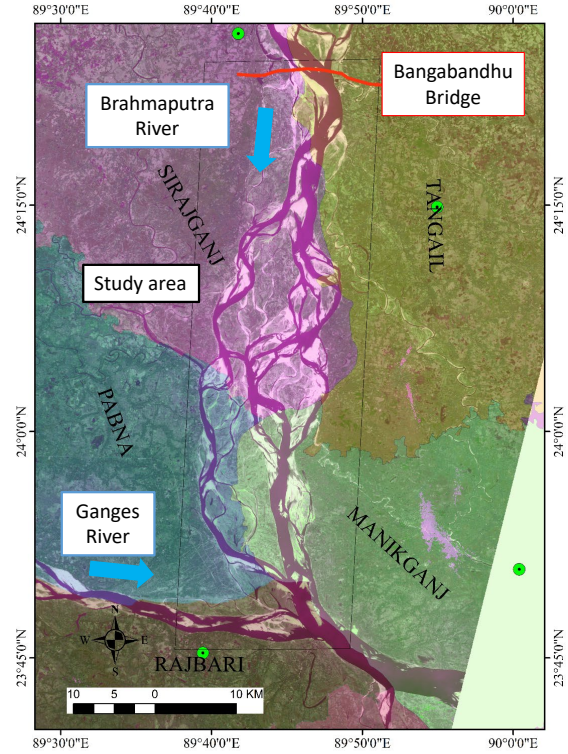 89°30'0"E 89°40'0"E 89°50'0"E 90°00'0"E
Bangabandhu
Bridge
Brahmaputra
River
SIRAJGANJ
TANGAIL
24°15'0"N
24°15'0"N
Study area
PABNA
24°0'0"N
24°0'0"N
Ganges
River
MANIKGANJ
N
W E
S
23°45'0"N
23°45'0"N
RAJBARI
10 5 0 10 KM
89°30'0"E 89°40'0"E 89°50'0"E 90°00'0"E